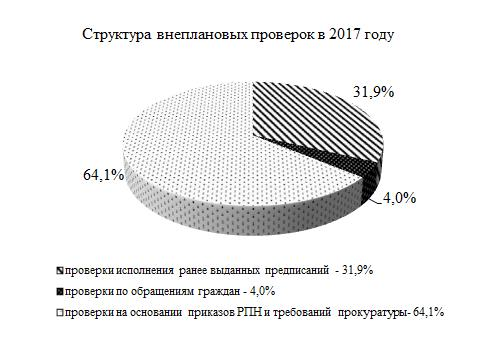 Структура внеплановых проверок в 2017 году
31,9%
64,1%
4,0%
проверки исполнения ранее выданных предписаний - 31,9%
проверки по обращениям граждан - 4,0%
проверки на основании приказов РПН и требований прокуратуры- 64,1%